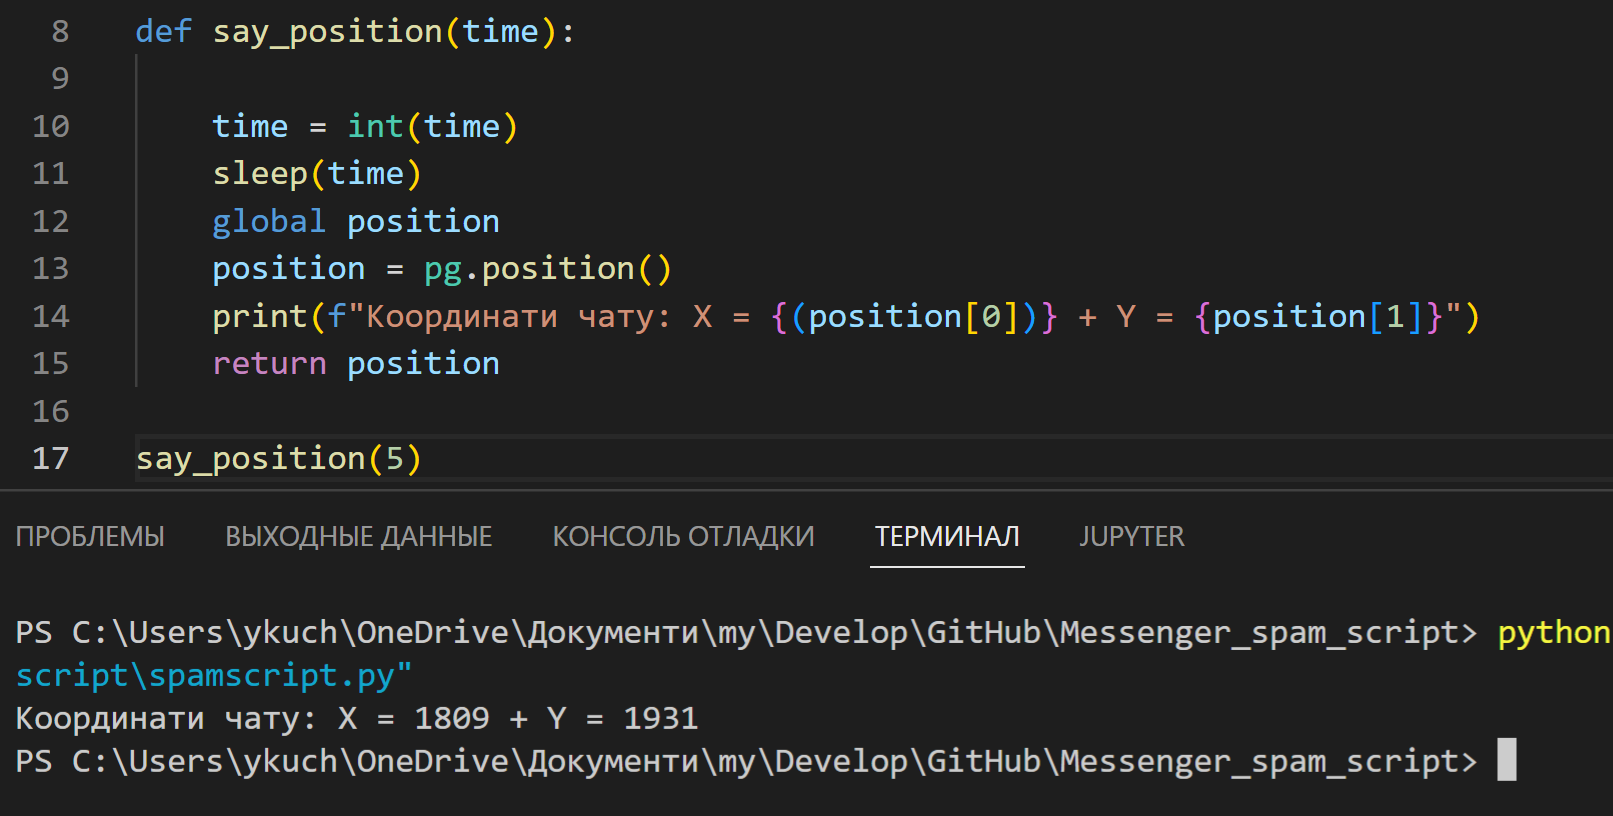 8 def say_position(time):
9
10 time = int(time)
11 sleep(time)
12 global position
13 position = pg.position()
14 print(f"Координати чату: X = {(position[0])} + Y = {position[1]}")
15 return position
16
17 say_position(5)
ПРОБЛЕМЫ ВЫХОДНЫЕ ДАННЫЕ КОНСОЛЬ ОТЛАДКИ ТЕРМИНАЛ JUPYTER
PS C:\Users\ykuch\OneDrive\Документи\my\Develop\GitHub\Messenger_spam_script> python
script\spamscript.py"
Координати чату: X = 1809 + Y = 1931
PS C:\Users\ykuch\OneDrive\Документи\my\Develop\GitHub\Messenger_spam_script>